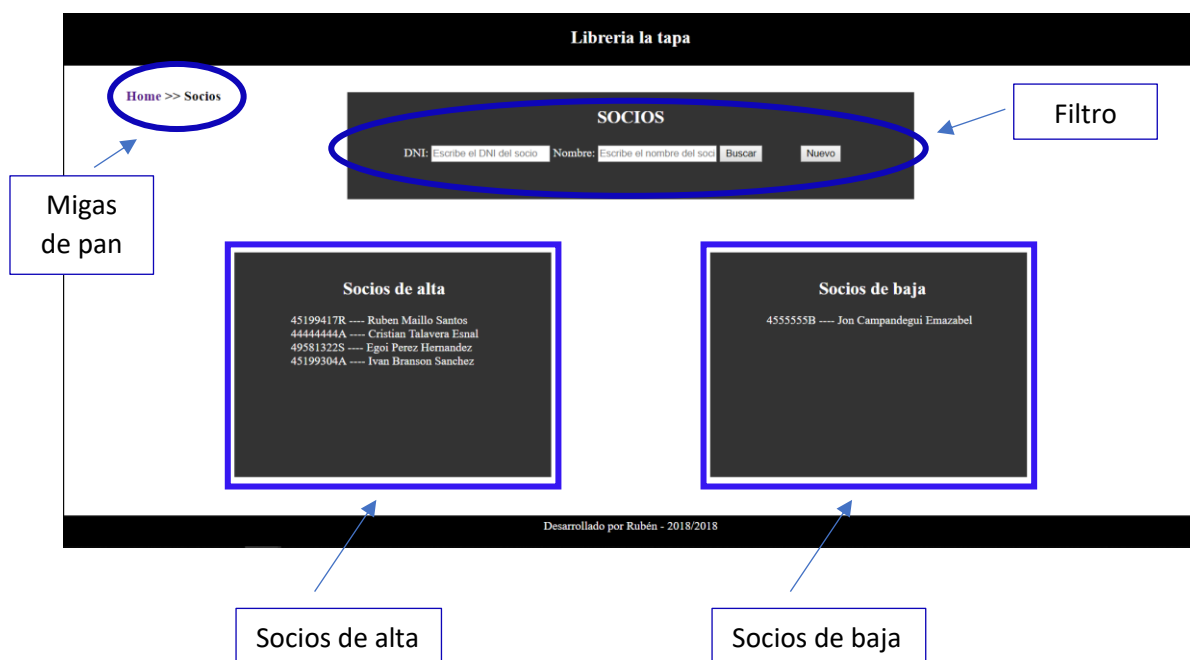 Libreria la tapa
Home >> Socios
SOCIOS
Filtro
DNI: Escribe el DNI del socio Nombre: Escribe el nombre del soci Buscar Nuevo
Migas
de pan
Socios de alta
45199417R ---- Ruben Maillo Santos
44444444A ---- Cristian Talavera Esnal
49581322S ---- Egoi Perez Hernandez
45199304A ---- Ivan Branson Sanchez
Socios de baja
4555555B ---- Jon Campandegui Emazabel
Desarrollado por Rubén - 2018/2018
Socios de alta
Socios de baja